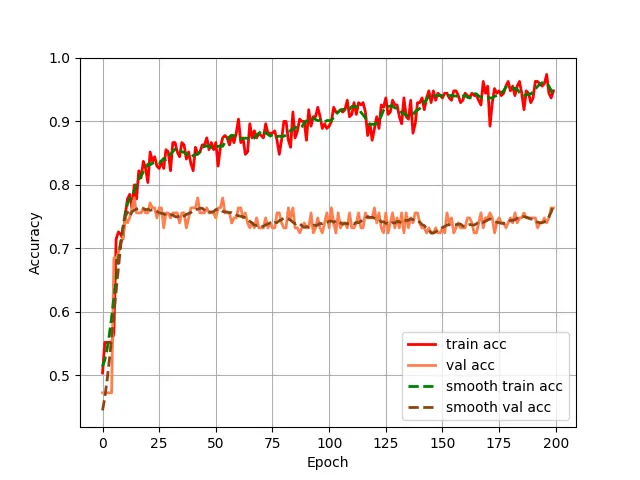 1.0
0.9
0.8
0.7
0.6
0.5
Accuracy
train acc
val acc
smooth train acc
smooth val acc
0 25 50 75 100 125 150 175 200
Epoch